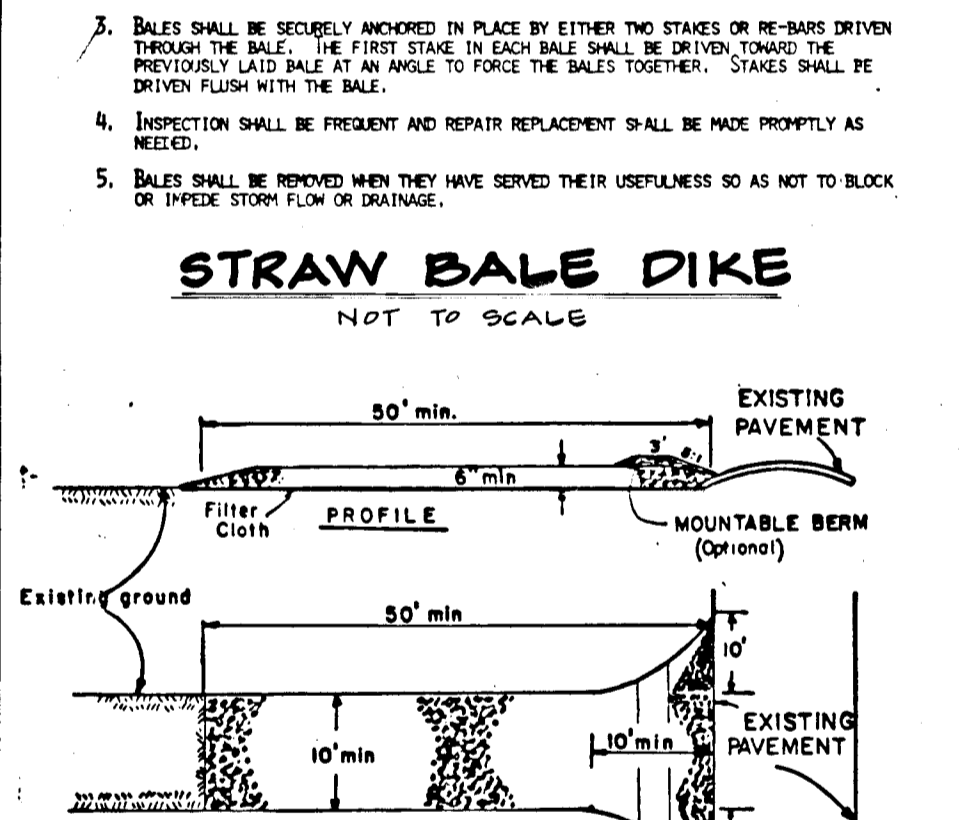 3. BALES SHALL BE SECURELY ANCHORED IN PLACE BY EITHER TWO STAKES OR RE-BARS DRIVEN
THROUGH THE BALE. THE FIRST STAKE IN EACH BALE SHALL BE DRIVEN TOWARD THE
PREVIOUSLY LAID BALE AT AN ANGLE TO FORCE THE BALES TOGETHER. STAKES SHALL BE
DRIVEN FLUSH WITH THE BALE.
4. INSPECTION SHALL BE FREQUENT AND REPAIR REPLACEMENT SHALL BE MADE PROMPTLY AS
NEEDED.
5. BALES SHALL BE REMOVED WHEN THEY HAVE SERVED THEIR USEFULNESS SO AS NOT TO BLOCK
OR IMPEDE STORM FLOW OR DRAINAGE.
STRAW BALE DIKE
NOT TO SCALE
50' min.
EXISTING
PAVEMENT
3'
8:1
6" min
Filter
Cloth
PROFILE
MOUNTABLE BERM
(Optional)
Existing ground
50' min
10'
10' min
10' min
EXISTING
PAVEMENT